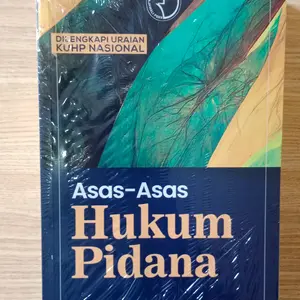 DILENGKAPI URAIAN
KUHP NASIONAL
Asas-Asas
Hukum
Pidana